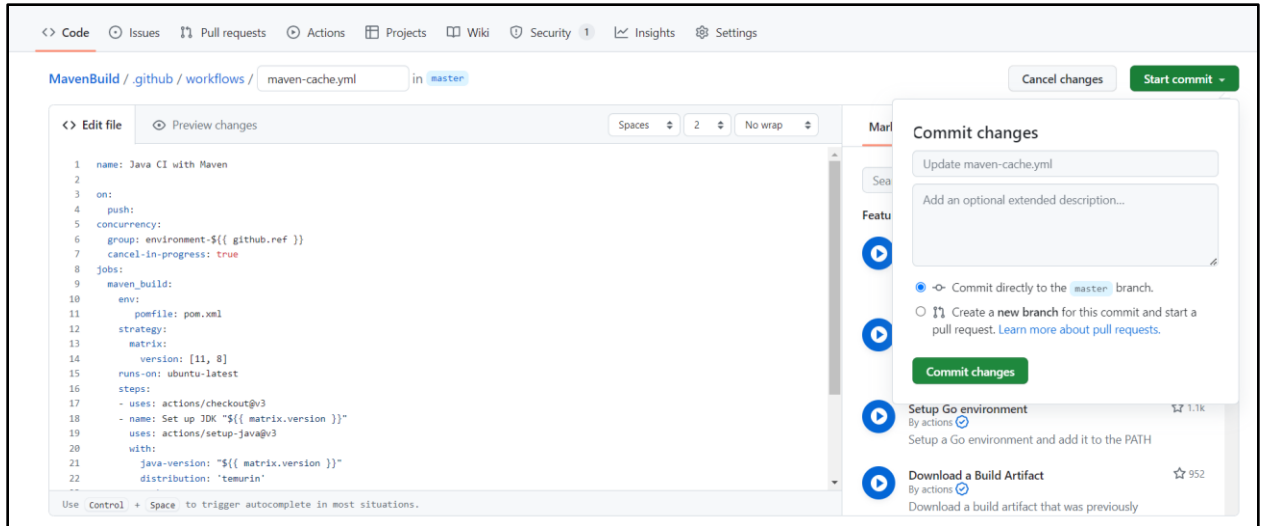 <> Code Issues Pull requests Actions Projects Wiki Security 1 Insights Settings
MavenBuild / .github / workflows / maven-cache.yml in master
Cancel changes
Start commit
<> Edit file Preview changes
Spaces 2 No wrap
1 name: Java CI with Maven
2
3 on:
4 push:
5 concurrency:
6 group: environment-${{ github.ref }}
7 cancel-in-progress: true
8 jobs:
9 maven_build:
10 env:
11 pomfile: pom.xml
12 strategy:
13 matrix:
14 version: [11, 8]
15 runs-on: ubuntu-latest
16 steps:
17 - uses: actions/checkout@v3
18 - name: Set up JDK "${{ matrix.version }}"
19 uses: actions/setup-java@v3
20 with:
21 java-version: "${{ matrix.version }}"
22 distribution: 'temurin'
Use Control + Space to trigger autocomplete in most situations.
Mar
Sea
Featu
Commit changes
Update maven-cache.yml
Add an optional extended description...
Commit directly to the master branch.
Create a new branch for this commit and start a
pull request. Learn more about pull requests.
Commit changes
Setup Go environment 1.1k
By actions
Setup a Go environment and add it to the PATH
Download a Build Artifact 952
By actions
Download a build artifact that was previously